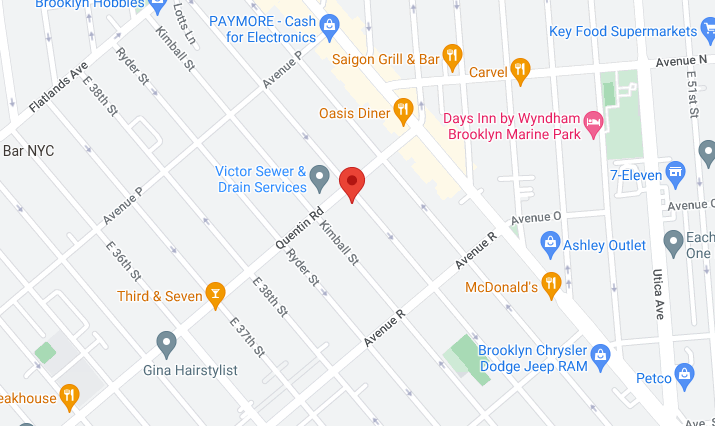 Brooklyn Hobbies
Lotts Ln
Kimball St
Ryder St
PAYMORE - Cash
for Electronics
Key Food Supermarkets
Saigon Grill & Bar
Avenue N
Carvel
Avenue P
Flatlands Ave
E 38th St
E 51st St
Oasis Diner
Days Inn by Wyndham
Brooklyn Marine Park
Bar NYC
Victor Sewer &
Drain Services
7-Eleven
Avenue P
Avenue O
Avenue O
Quentin Rd
Kimball St
Avenue R
Ashley Outlet
Each
One
E 36th St
Ryder St
Third & Seven
E 38th St
McDonald's
Utica Ave
Avenue R
E 37th St
Gina Hairstylist
Brooklyn Chrysler
Dodge Jeep RAM
Petco
eakhouse